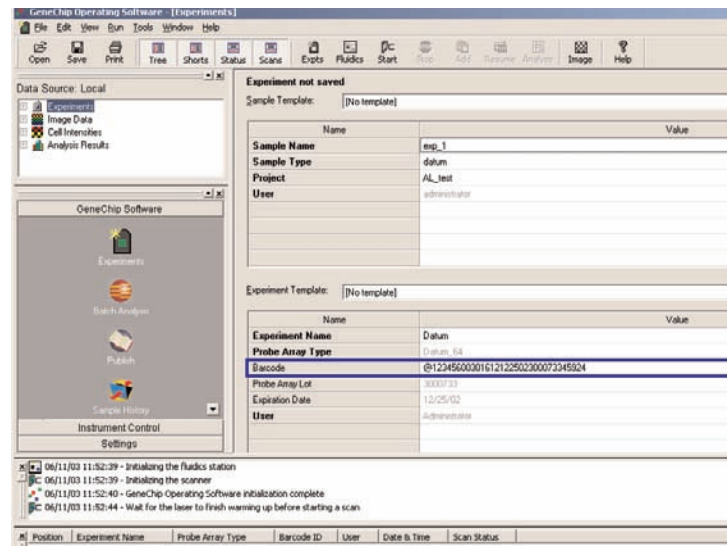 GeneChip Operating Software - [Experiments]
File Edit View Run Tools Window Help
Open Save Print Tree Shorts Status Scans Expts Fluidics Start Stop Add Resume Analyze Image Help
Data Source: Local
Experiments
Image Data
Cell Intensities
Analysis Results
GeneChip Software
Experiments
Batch Analysis
Publish
Sample History
Instrument Control
Settings
Experiment not saved
Sample Template: [No template]
Name Value
Sample Name exp_1
Sample Type datum
Project AL_test
User administrator
Experiment Template: [No template]
Name Value
Experiment Name Datum
Probe Array Type Datum_64
Barcode
Probe Array Lot 3000733
Expiration Date 12/25/02
User Administrator
06/11/03 11:52:39 - Initializing the fluidics station
06/11/03 11:52:39 - Initializing the scanner
06/11/03 11:52:40 - GeneChip Operating Software initialization complete
06/11/03 11:52:44 - Wait for the laser to finish warming up before starting a scan
Position Experiment Name Probe Array Type Barcode ID User Date & Time Scan Status